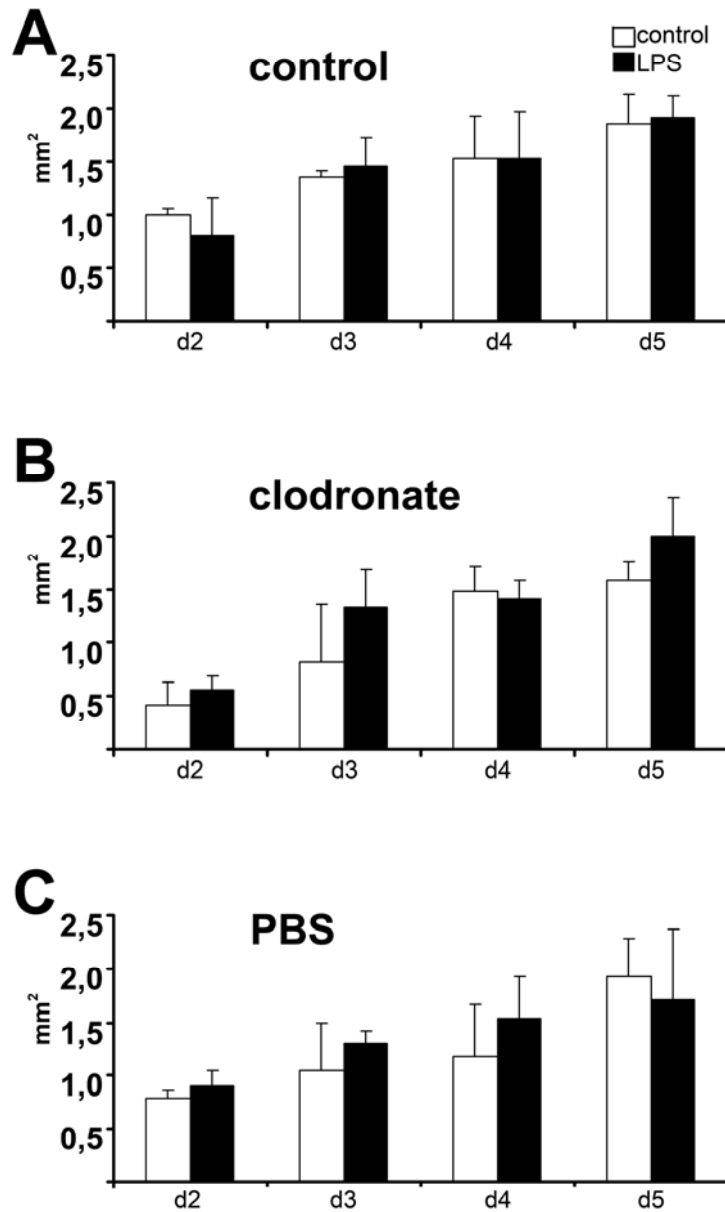 A
control
control
LPS
2,5
2,0
1,5
1,0
0,5
mm²
d2 d3 d4 d5
B
clodronate
2,5
2,0
1,5
1,0
0,5
mm²
d2 d3 d4 d5
C
PBS
2,5
2,0
1,5
1,0
0,5
mm²
d2 d3 d4 d5